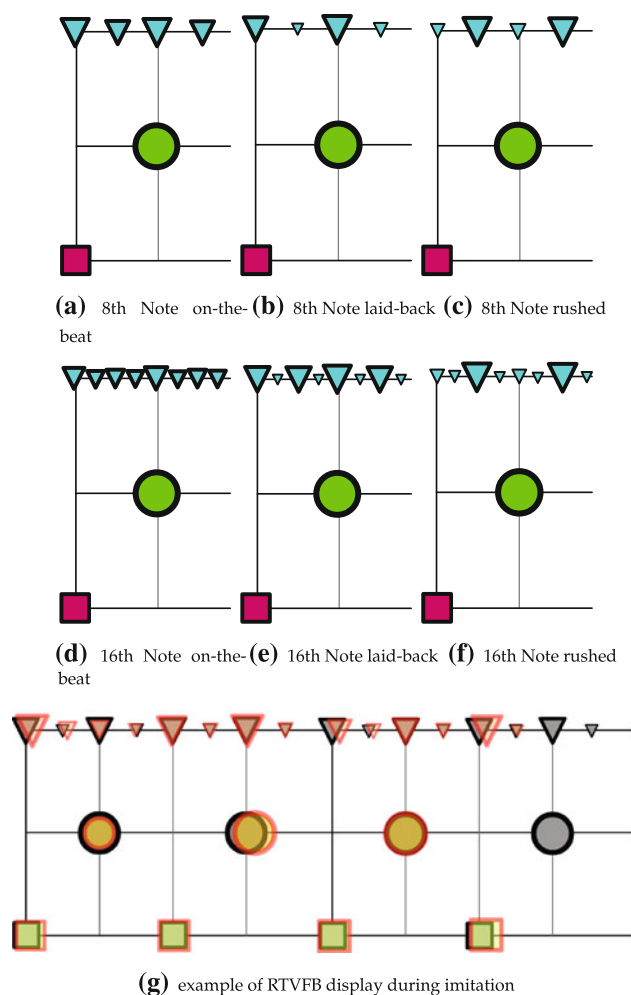 (a) 8th Note on-the-beat
(b) 8th Note laid-back
(c) 8th Note rushed
(d) 16th Note on-the-beat
(e) 16th Note laid-back
(f) 16th Note rushed
(g) example of RTVFB display during imitation